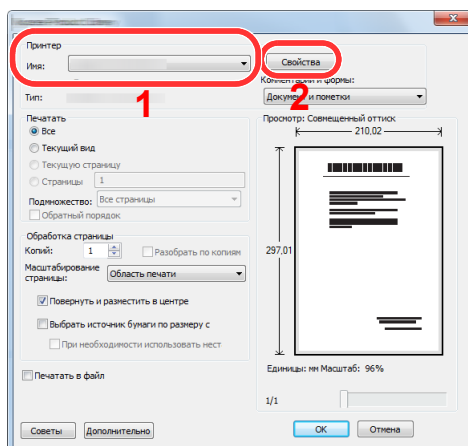 Принтер
Имя:
Свойства
1
2
Комментарии и формы:
Тип:
Документ и пометки
Печатать
Все
Текущий вид
Текущую страницу
Страницы
1
Подмножество:
Все страницы
Обратный порядок
Просмотр: Совмещенный оттиск
210,02
297,01
Обработка страницы
Копий:
1
Разобрать по копиям
Масштабирование
страницы:
Область печати
Повернуть и разместить в центре
Выбрать источник бумаги по размеру с
При необходимости использовать нест
Печатать в файл
Единицы: мм Масштаб: 96%
1/1
Советы
Дополнительно
ОК
Отмена